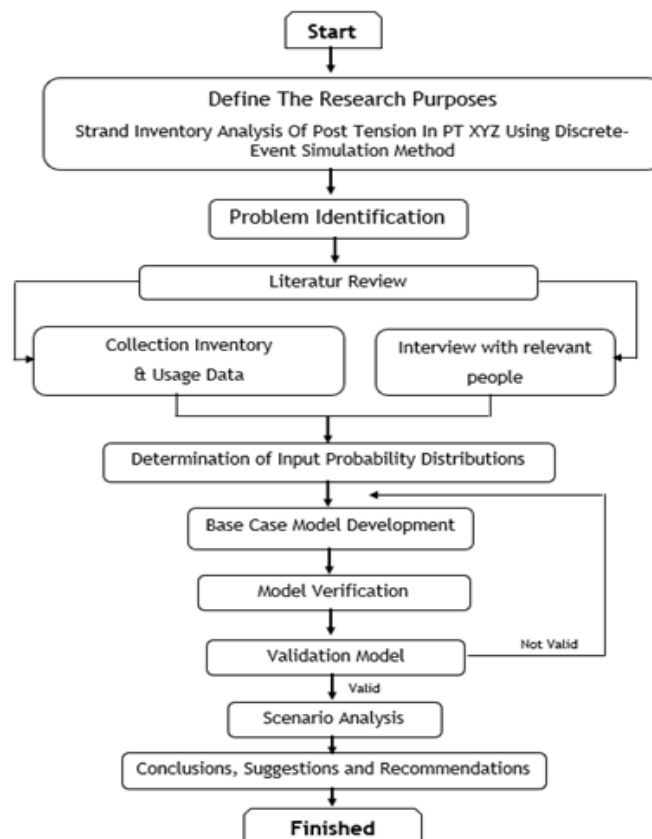 Start
Define The Research Purposes
Strand Inventory Analysis Of Post Tension In PT XYZ Using Discrete-
Event Simulation Method
Problem Identification
Literatur Review
Collection Inventory
& Usage Data
Interview with relevant
people
Determination of Input Probability Distributions
Base Case Model Development
Model Verification
Validation Model
Not Valid
Valid
Scenario Analysis
Conclusions, Suggestions and Recommendations
Finished